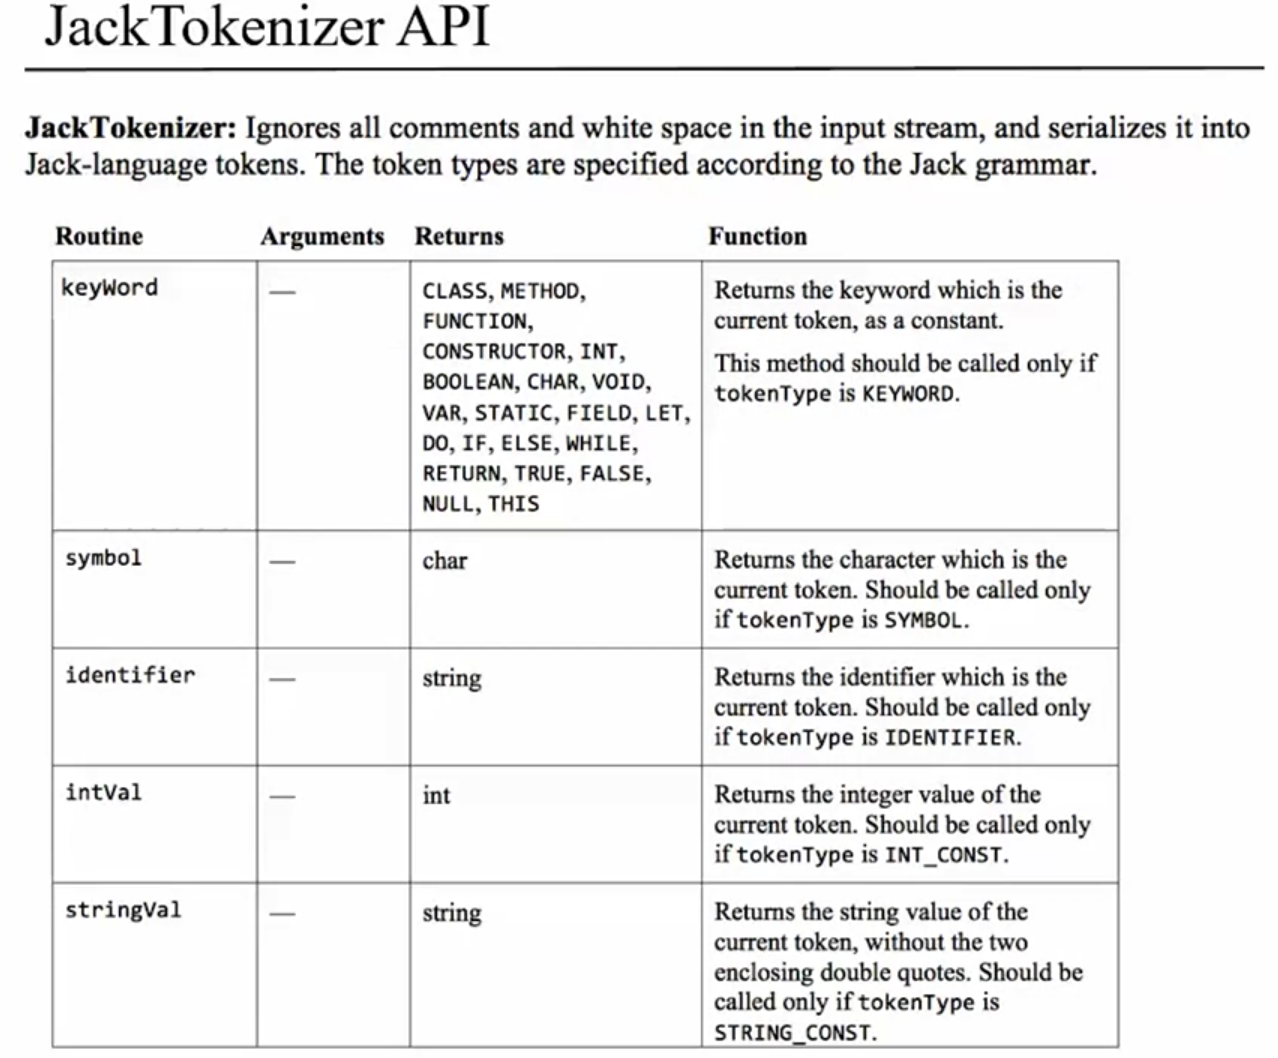 JackTokenizer API
JackTokenizer: Ignores all comments and white space in the input stream, and serializes it into
Jack-language tokens. The token types are specified according to the Jack grammar.
Routine Arguments Returns Function
keyWord — CLASS, METHOD,
FUNCTION,
CONSTRUCTOR, INT,
BOOLEAN, CHAR, VOID,
VAR, STATIC, FIELD, LET,
DO, IF, ELSE, WHILE,
RETURN, TRUE, FALSE,
NULL, THIS
Returns the keyword which is the
current token, as a constant.
This method should be called only if
tokenType is KEYWORD.
symbol — char
Returns the character which is the
current token. Should be called only
if tokenType is SYMBOL.
identifier — string
Returns the identifier which is the
current token. Should be called only
if tokenType is IDENTIFIER.
intVal — int
Returns the integer value of the
current token. Should be called only
if tokenType is INT_CONST.
stringVal — string
Returns the string value of the
current token, without the two
enclosing double quotes. Should be
called only if tokenType is
STRING_CONST.